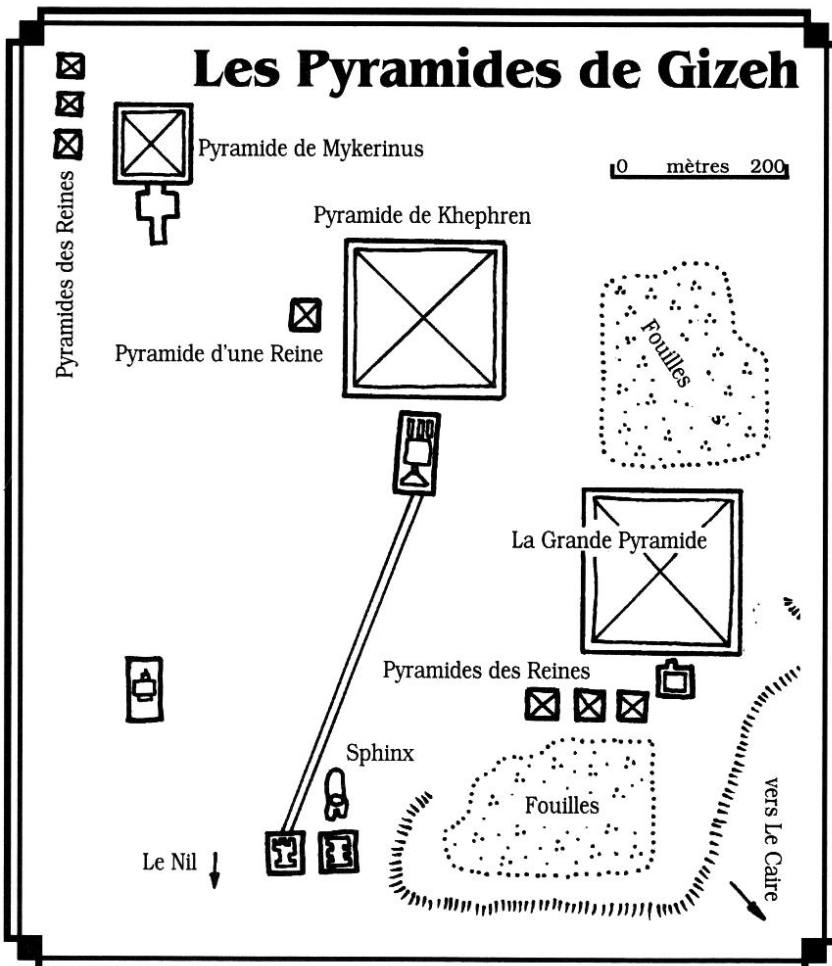 Les Pyramides de Gizeh
Pyramide de Mykerinus
0 mètres 200
Pyramides des Reines
Pyramide de Khephren
Pyramide d'une Reine
Fouilles
La Grande Pyramide
Pyramides des Reines
Sphinx
Fouilles
vers Le Caire
Le Nil